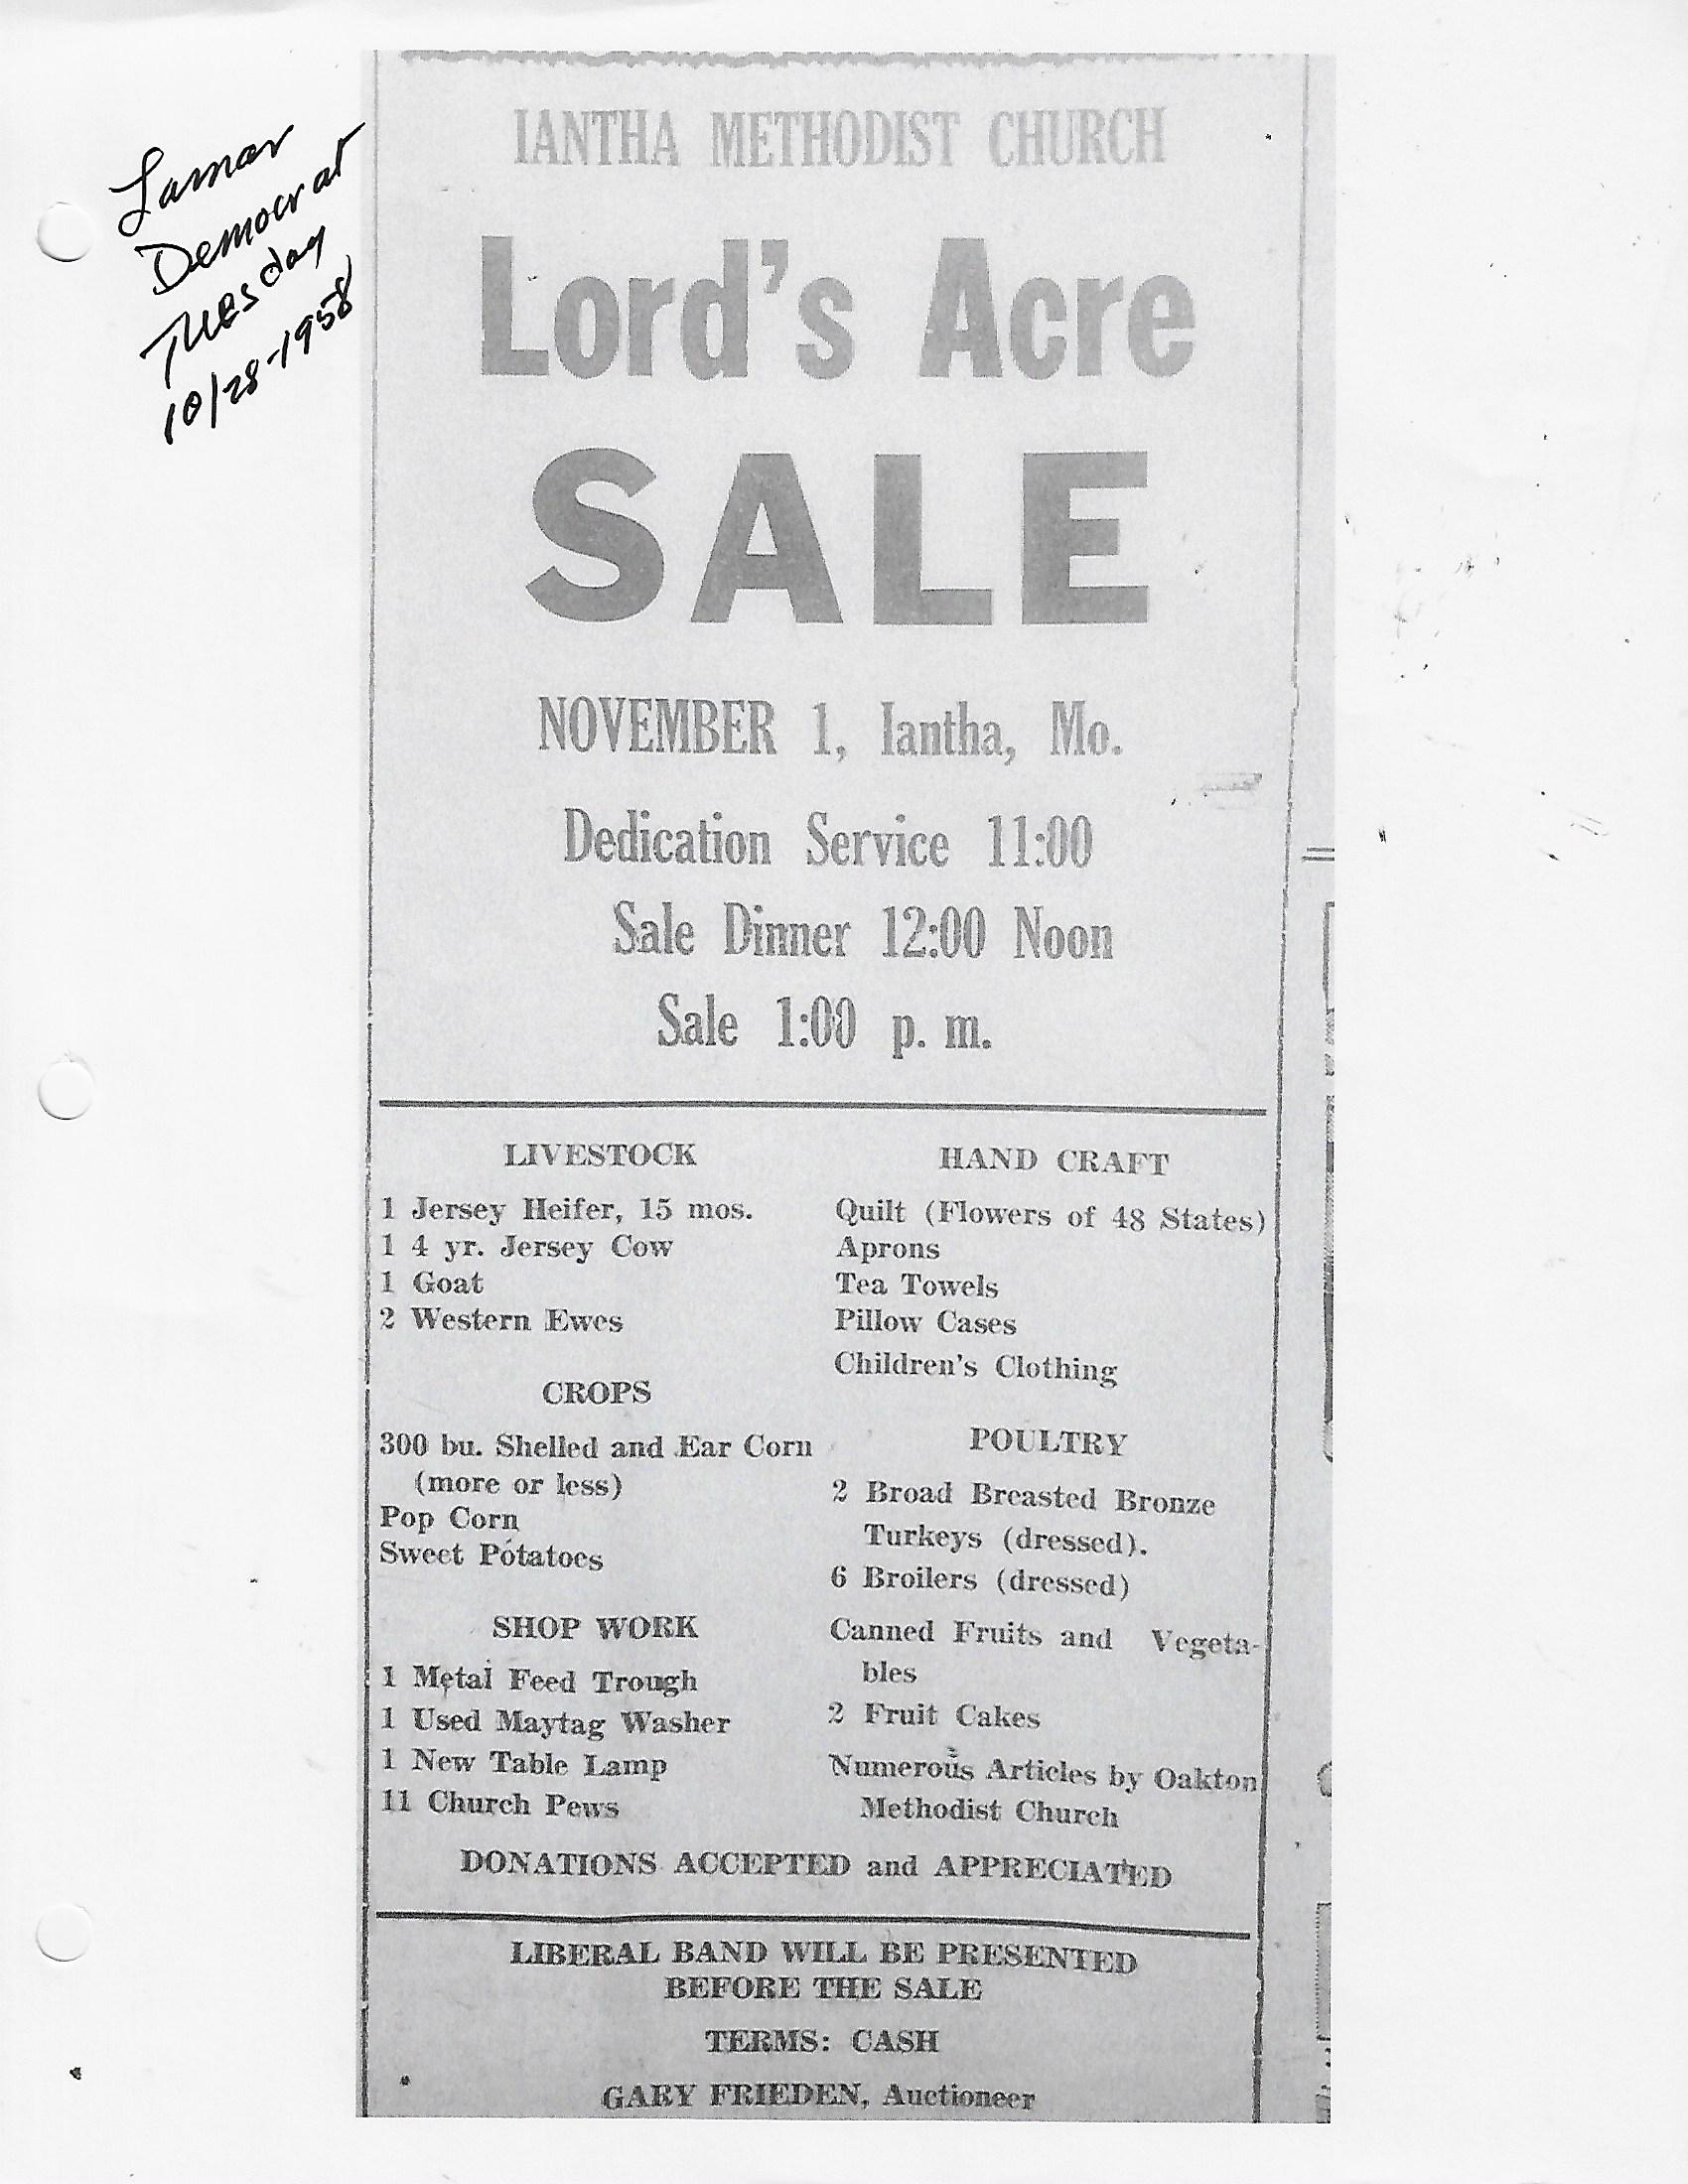 Lamar
Democrat
Tuesday
10/28-1958
IANTHA METHODIST CHURCH
Lord's Acre
SALE
NOVEMBER 1, Iantha, Mo.
Dedication Service 11:00
Sale Dinner 12:00 Noon
Sale 1:00 p. m.
LIVESTOCK
1 Jersey Heifer, 15 mos.
1 4 yr. Jersey Cow
1 Goat
2 Western Ewes
CROPS
300 bu. Shelled and Ear Corn
(more or less)
Pop Corn
Sweet Potatoes
SHOP WORK
1 Metal Feed Trough
1 Used Maytag Washer
1 New Table Lamp
11 Church Pews
HAND CRAFT
Quilt (Flowers of 48 States)
Aprons
Tea Towels
Pillow Cases
Children's Clothing
POULTRY
2 Broad Breasted Bronze
Turkeys (dressed).
6 Broilers (dressed)
Canned Fruits and Vegeta-
bles
2 Fruit Cakes
Numerous Articles by Oakton
Methodist Church
DONATIONS ACCEPTED and APPRECIATED
LIBERAL BAND WILL BE PRESENTED
BEFORE THE SALE
TERMS: CASH
GARY FRIEDEN, Auctioneer